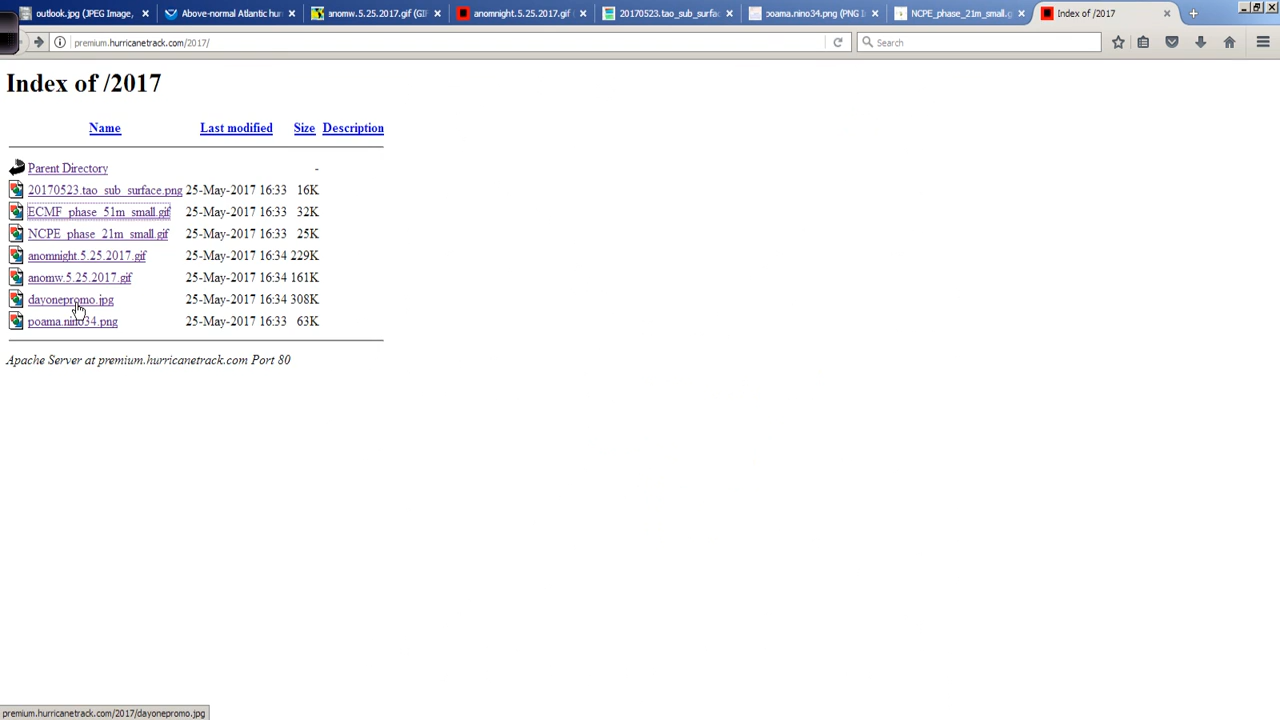 outlook.jpg (JPEG Image, Above-normal Atlantic hur anomw.5.25.2017.gif (GIF anomnight.5.25.2017.gif 20170523.tao_sub_surfa poama.nino34.png (PNG I NCPE_phase_21m_small.g Index of /2017
premium.hurricanetrack.com/2017/ Search
Index of /2017
Name Last modified Size Description
Parent Directory -
20170523.tao_sub_surface.png 25-May-2017 16:33 16K
ECMF_phase_51m_small.gif 25-May-2017 16:33 32K
NCPE_phase_21m_small.gif 25-May-2017 16:33 25K
anomnight.5.25.2017.gif 25-May-2017 16:34 229K
anomw.5.25.2017.gif 25-May-2017 16:34 161K
dayonepromo.jpg 25-May-2017 16:34 308K
poama.nino34.png 25-May-2017 16:33 63K
Apache Server at premium.hurricanetrack.com Port 80
premium.hurricanetrack.com/2017/dayonepromo.jpg